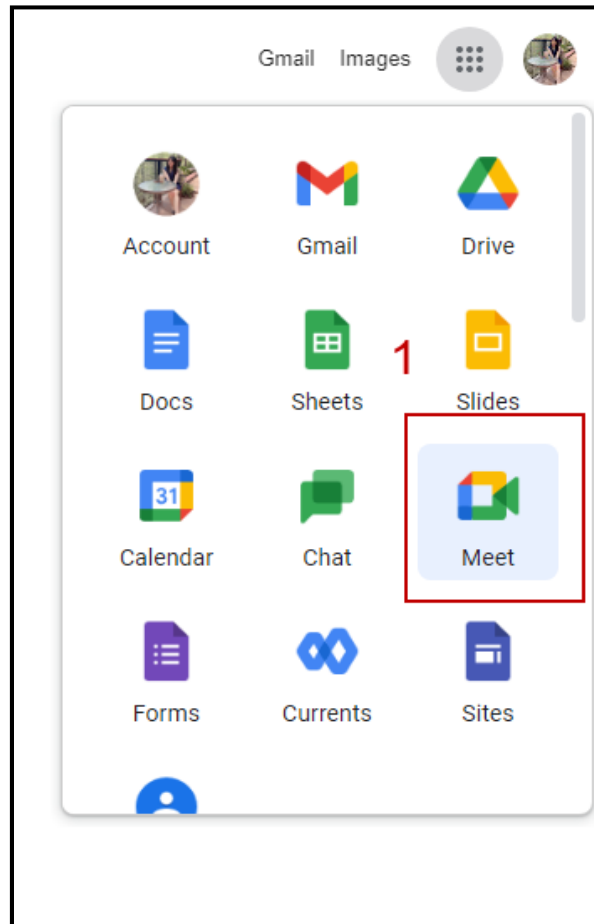 Gmail Images
Account Gmail Drive
1
Docs Sheets Slides
31
Calendar Chat Meet
Forms Currents Sites